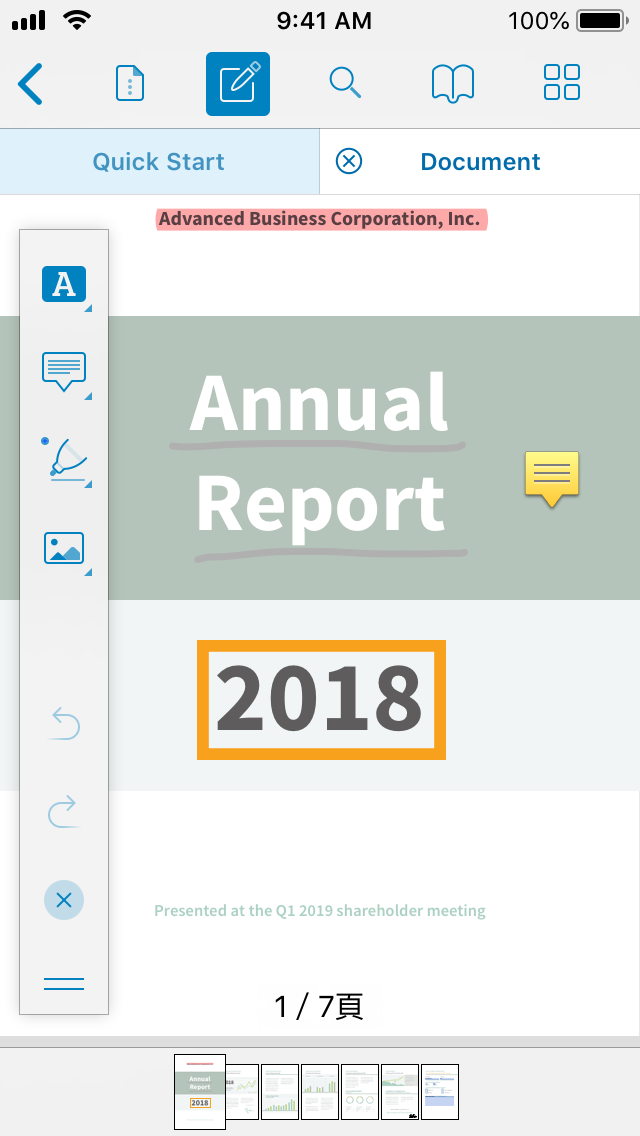 9:41 AM 100%
Quick Start Document
Advanced Business Corporation, Inc.
A
Annual
Report
2018
Presented at the Q1 2019 shareholder meeting
1 / 7頁
Annual
Report
2018